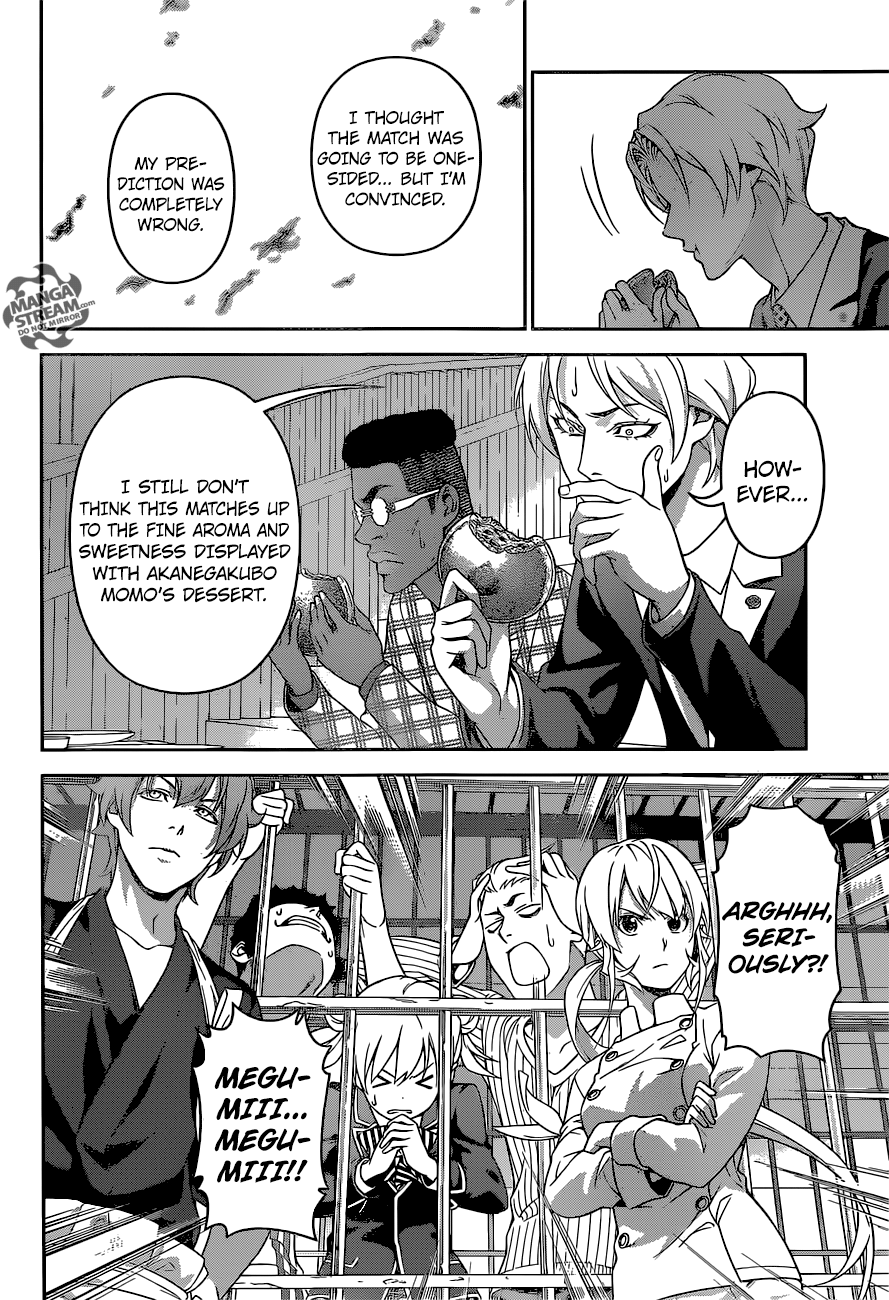 I THOUGHT
THE MATCH WAS
GOING TO BE ONE-
SIDED... BUT I'M
CONVINCED.
MY PRE-
DICTION WAS
COMPLETELY
WRONG.
MANGA
STREAM.com
DO NOT MIRROR
HOW-
EVER...
I STILL DON'T
THINK THIS MATCHES UP
TO THE FINE AROMA AND
SWEETNESS DISPLAYED
WITH AKANEGAKUBO
MOMO'S DESSERT.
ARGHHH,
SERI-
OUSLY?!
MEGU-
MIII...
MEGU-
MIII!!